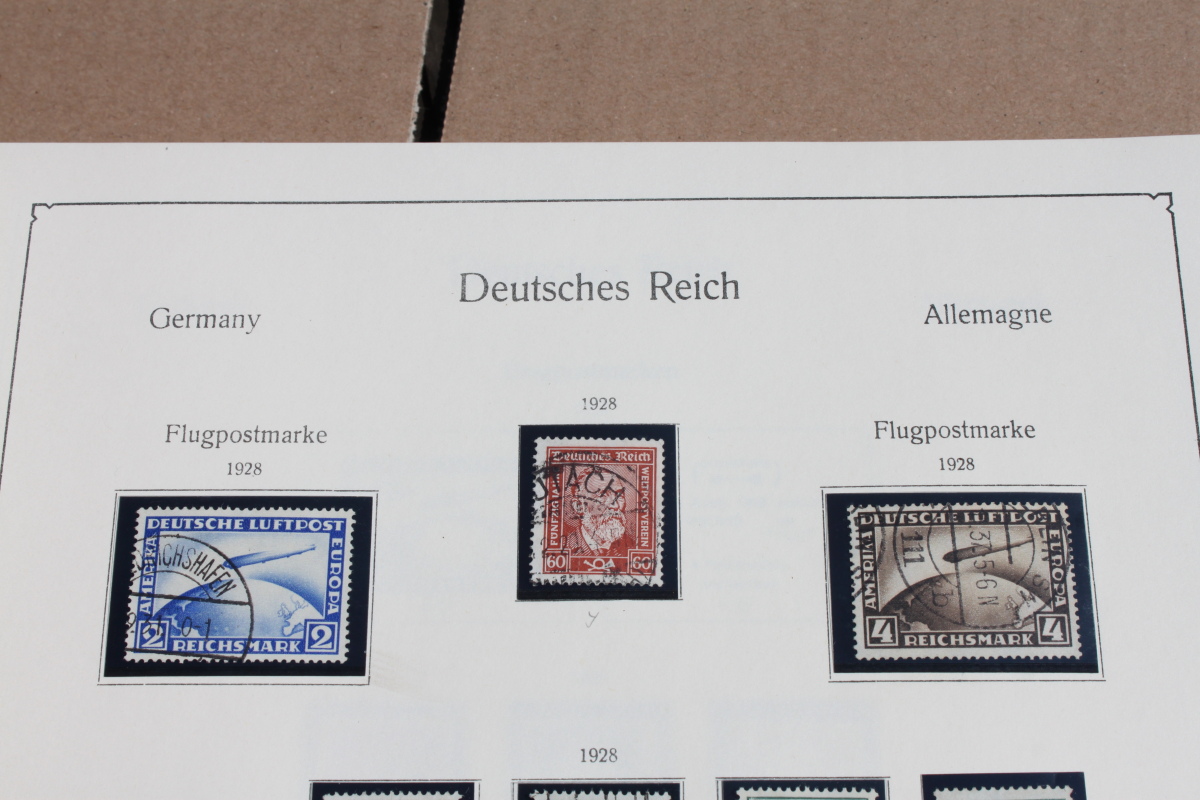 Deutsches Reich
Germany
Allemagne
Flugpostmarke
1928
1928
Flugpostmarke
1928
DEUTSCHE LUFTPOST
AMERIKA
EUROPA
2
2
REICHSMARK
Deutsches Reich
FÜNFZIG JAHRE
WELTPOSTVEREIN
60
60
DEUTSCHE LUFTPOST
AMERIKA
EUROPA
4
4
REICHSMARK
111
1928